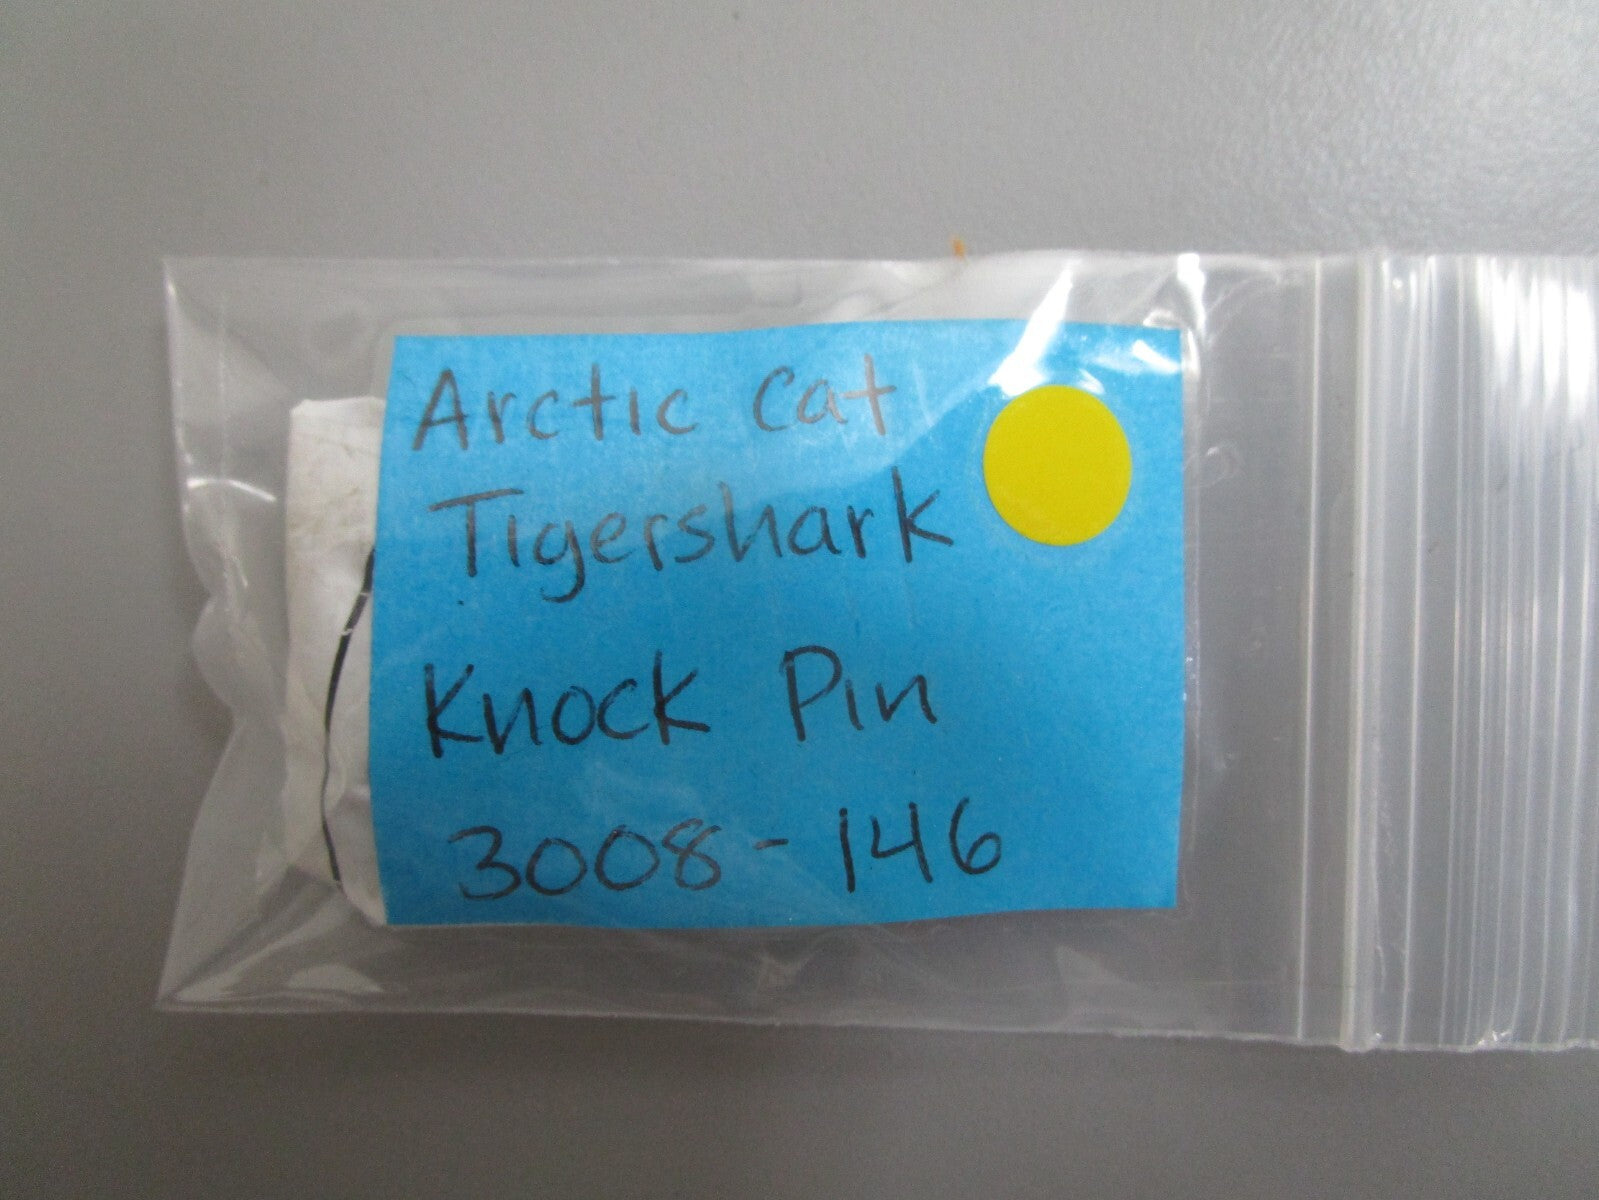 Arctic Cat
Tigershark
Knock Pin
3008-146